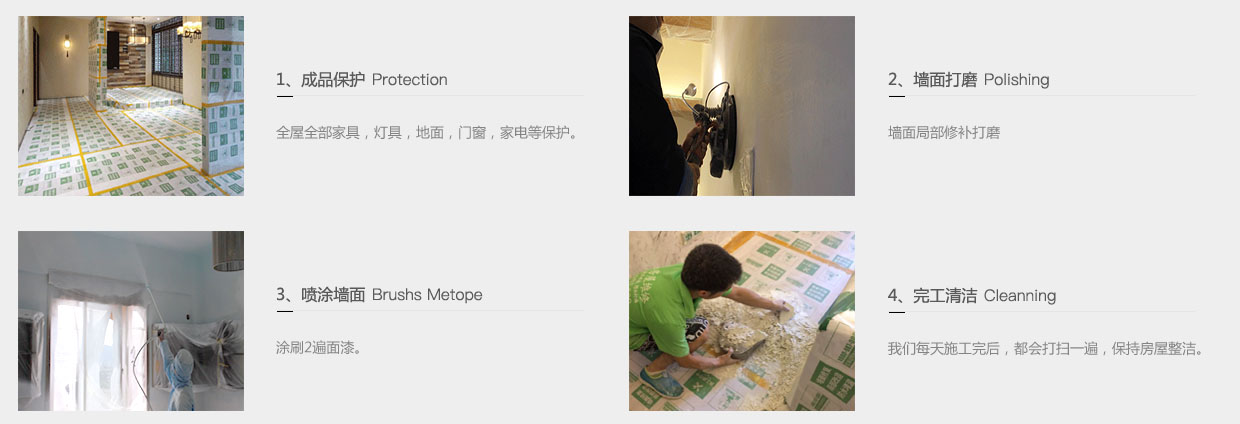 1、成品保护 Protection
全屋全部家具，灯具，地面，门窗，家电等保护。
2、墙面打磨 Polishing
墙面局部修补打磨
3、喷涂墙面 Brushs Metope
涂刷2遍面漆。
4、完工清洁 Cleanning
我们每天施工完后，都会打扫一遍，保持房屋整洁。